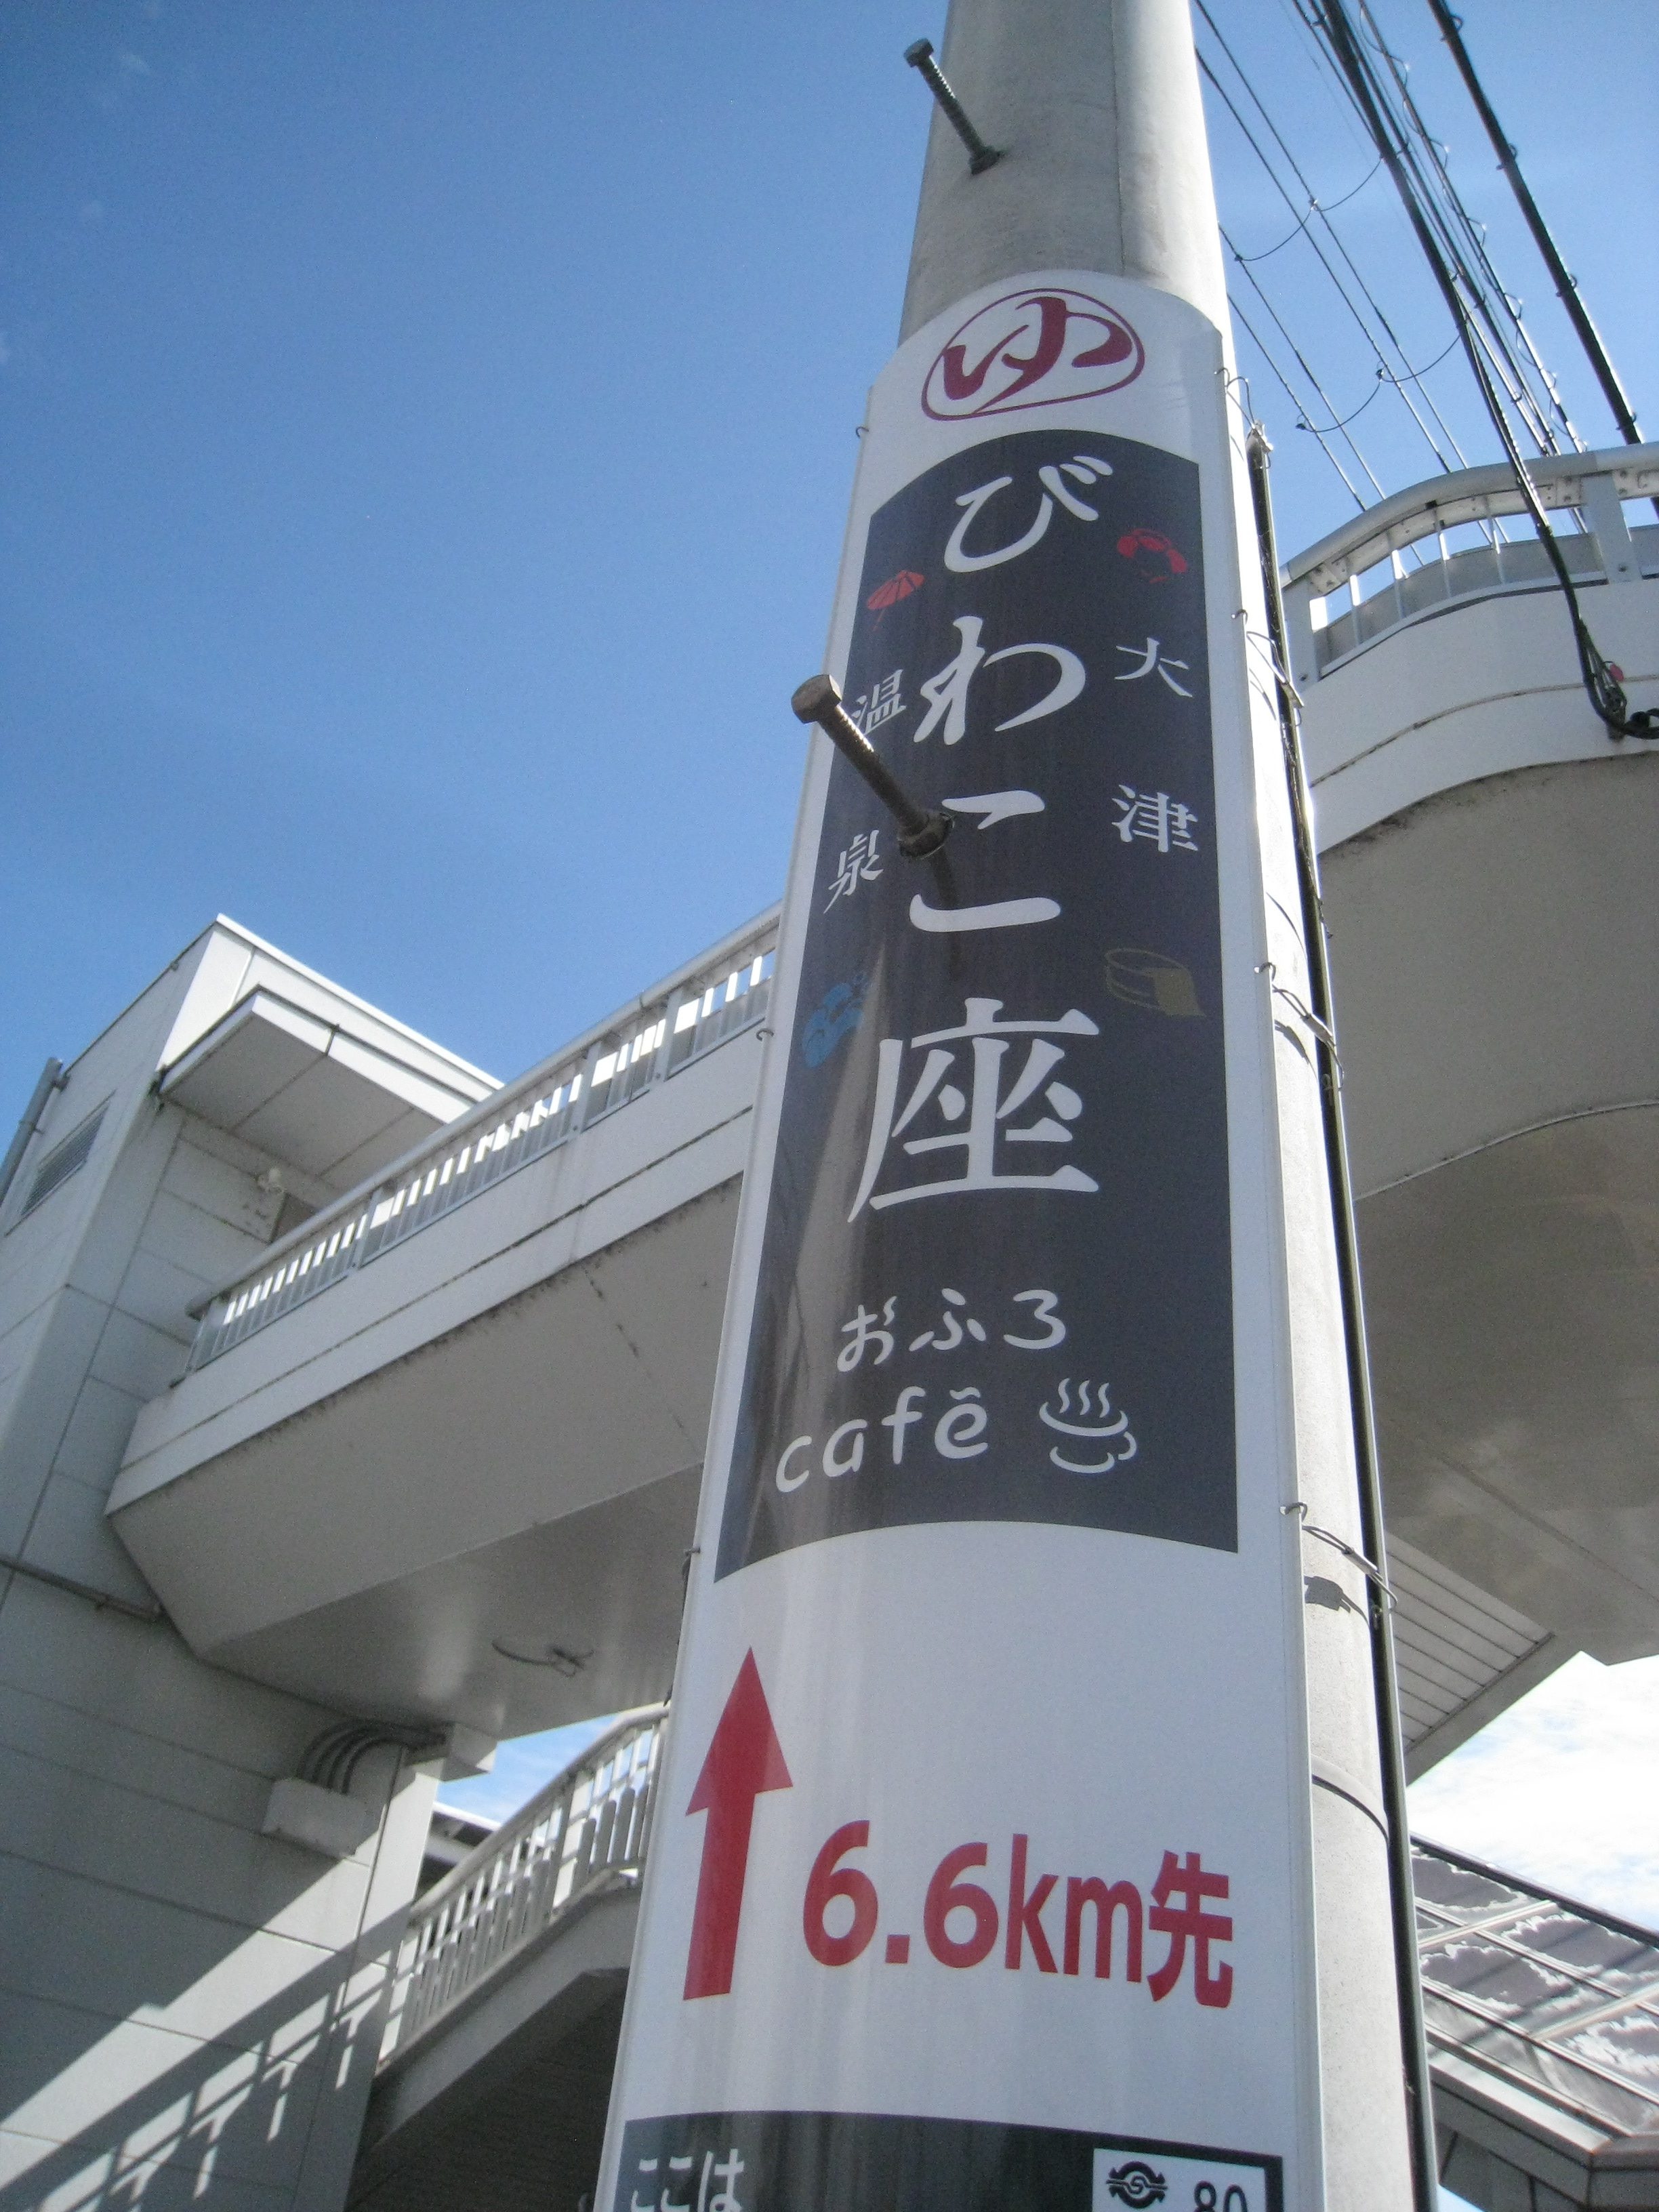 ゆ
大津
びわこ座
温泉
おふろ
café
6.6km先
ここは
80